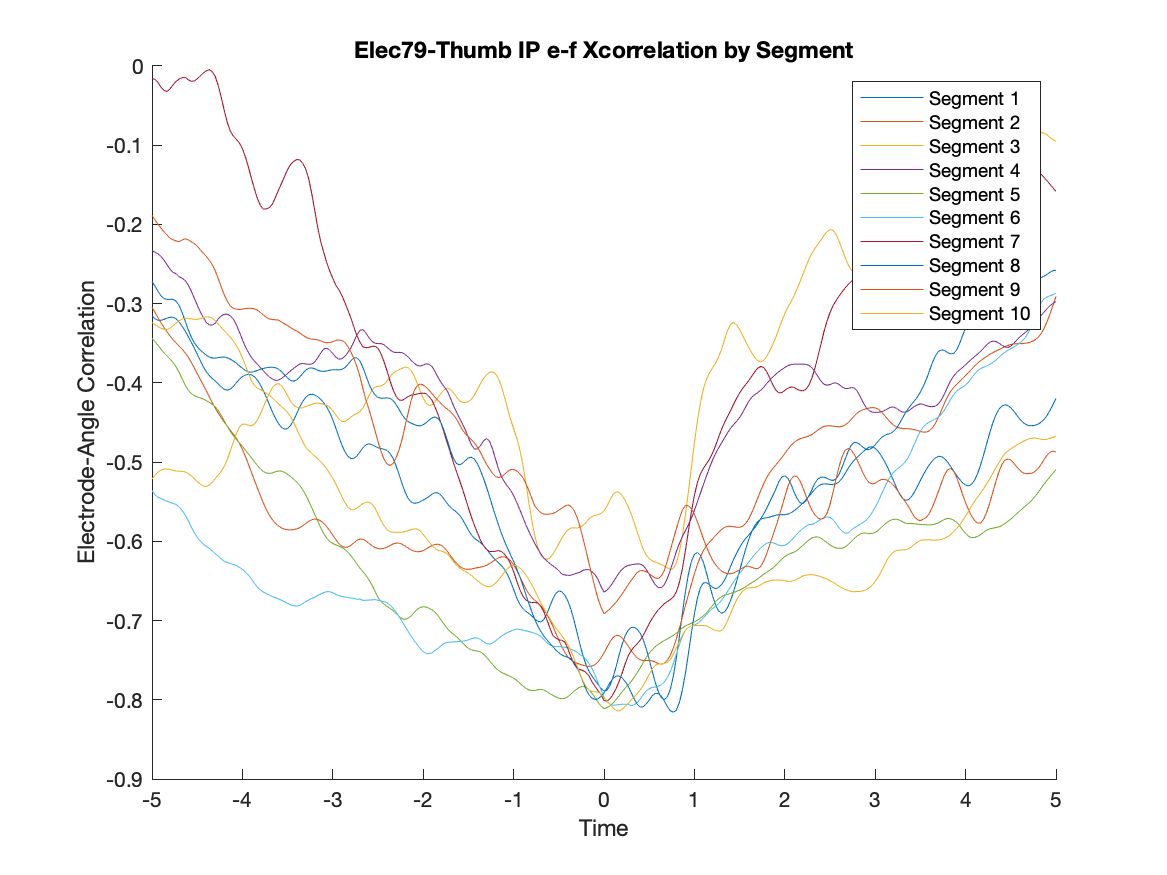 Elec79-Thumb IP e-f Xcorrelation by Segment
0
-0.1
-0.2
-0.3
-0.4
-0.5
-0.6
-0.7
-0.8
-0.9
Electrode-Angle Correlation
-5 -4 -3 -2 -1 0 1 2 3 4 5
Time
Segment 1
Segment 2
Segment 3
Segment 4
Segment 5
Segment 6
Segment 7
Segment 8
Segment 9
Segment 10